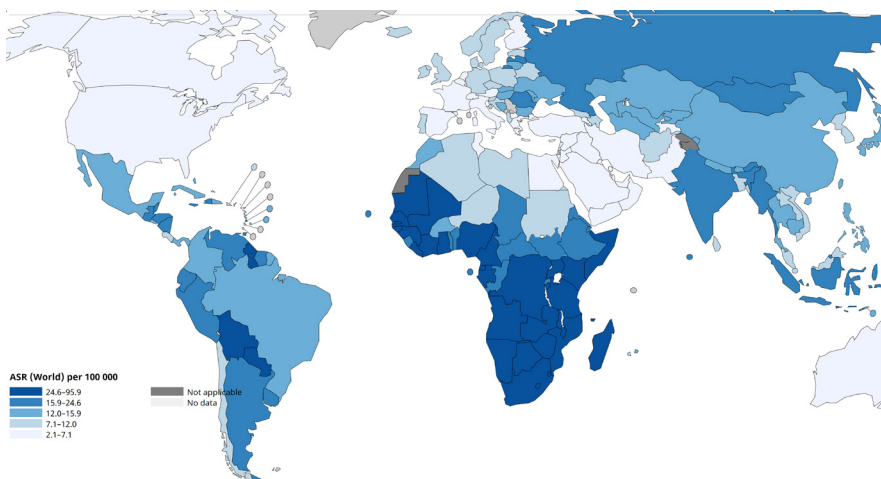 ASR (World) per 100 000
24.6–95.9
15.9–24.6
12.0–15.9
7.1–12.0
2.1–7.1
Not applicable
No data